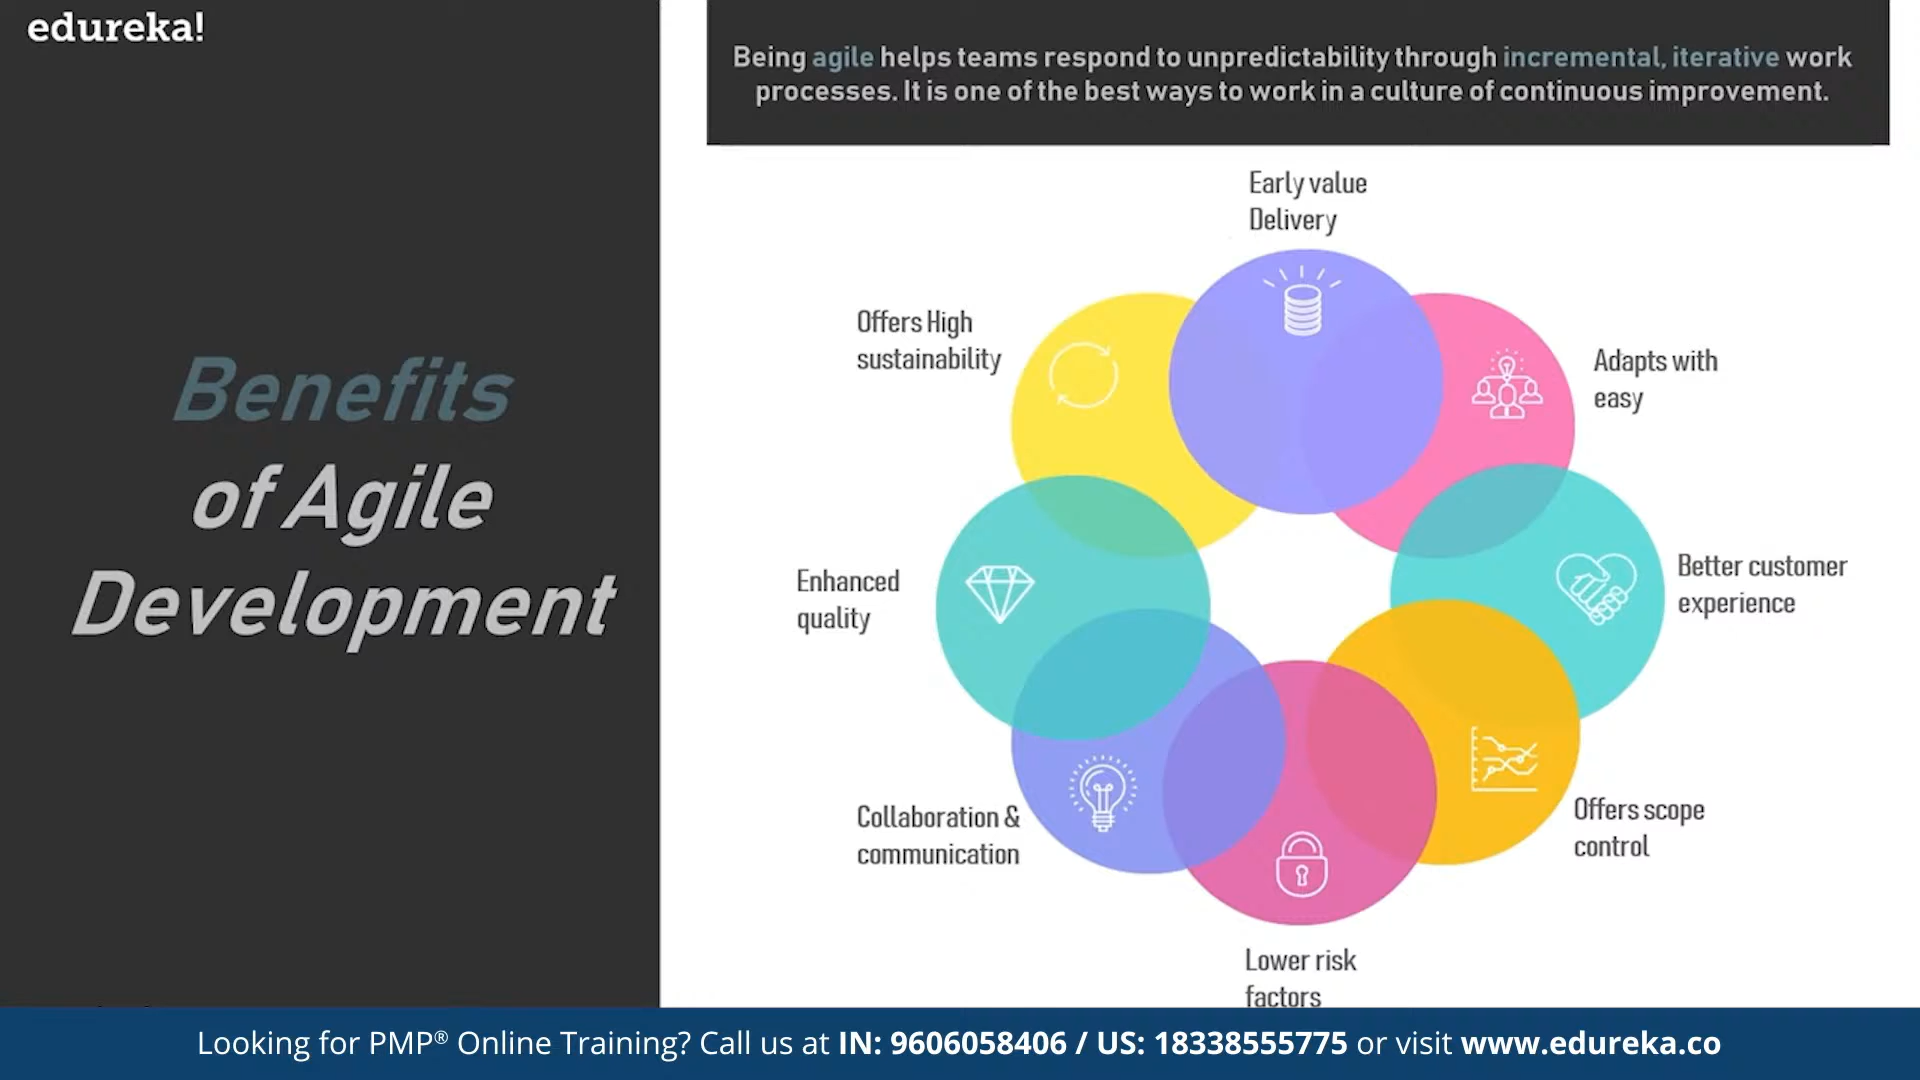 edureka!
Being agile helps teams respond to unpredictability through incremental, iterative work
processes. It is one of the best ways to work in a culture of continuous improvement.
Benefits
of Agile
Development
Early value
Delivery
Adapts with
easy
Better customer
experience
Offers scope
control
Lower risk
factors
Collaboration &
communication
Enhanced
quality
Offers High
sustainability
Looking for PMP® Online Training? Call us at IN: 9606058406 / US: 18338555775 or visit www.edureka.co